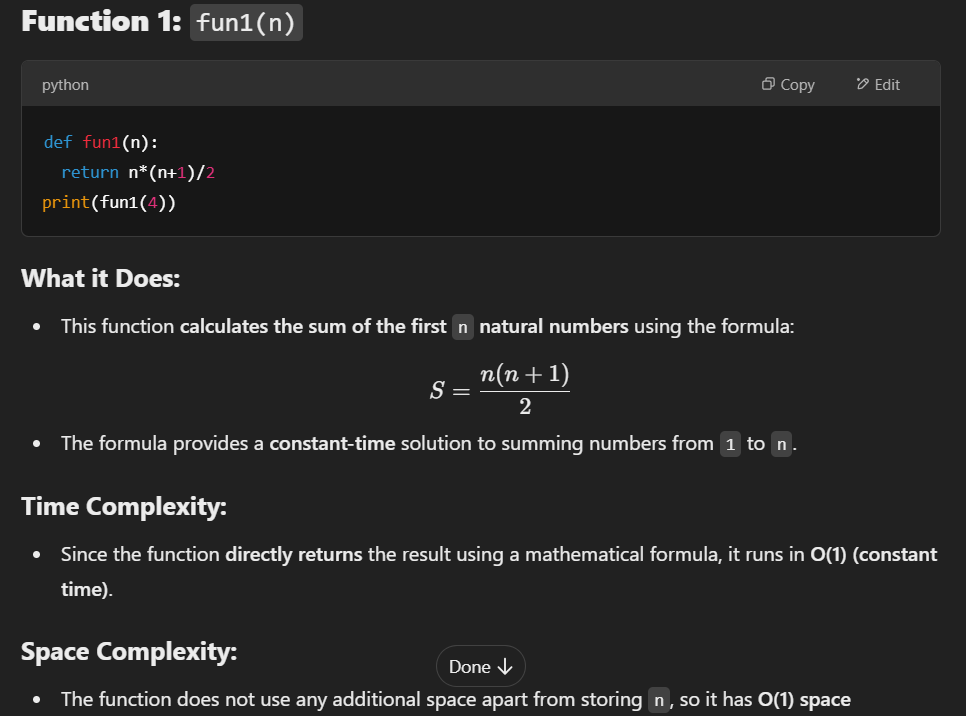 Function 1: fun1(n)
python Copy Edit
def fun1(n):
  return n*(n+1)/2
print(fun1(4))
What it Does:
• This function calculates the sum of the first n natural numbers using the formula:
S = n(n + 1) / 2
• The formula provides a constant-time solution to summing numbers from 1 to n.
Time Complexity:
• Since the function directly returns the result using a mathematical formula, it runs in O(1) (constant
time).
Space Complexity:
Done ↓
• The function does not use any additional space apart from storing n, so it has O(1) space